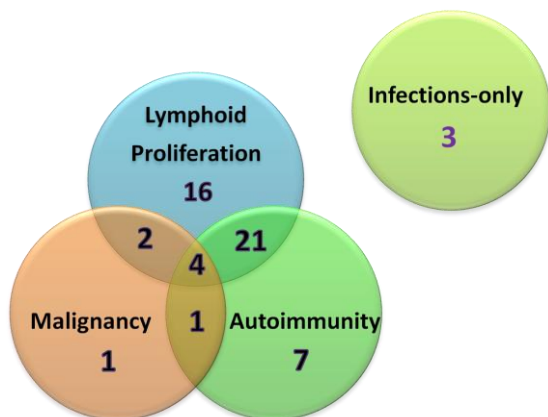 Infections-only
3
Lymphoid
Proliferation
16
2
21
4
Malignancy
1
Autoimmunity
1
7